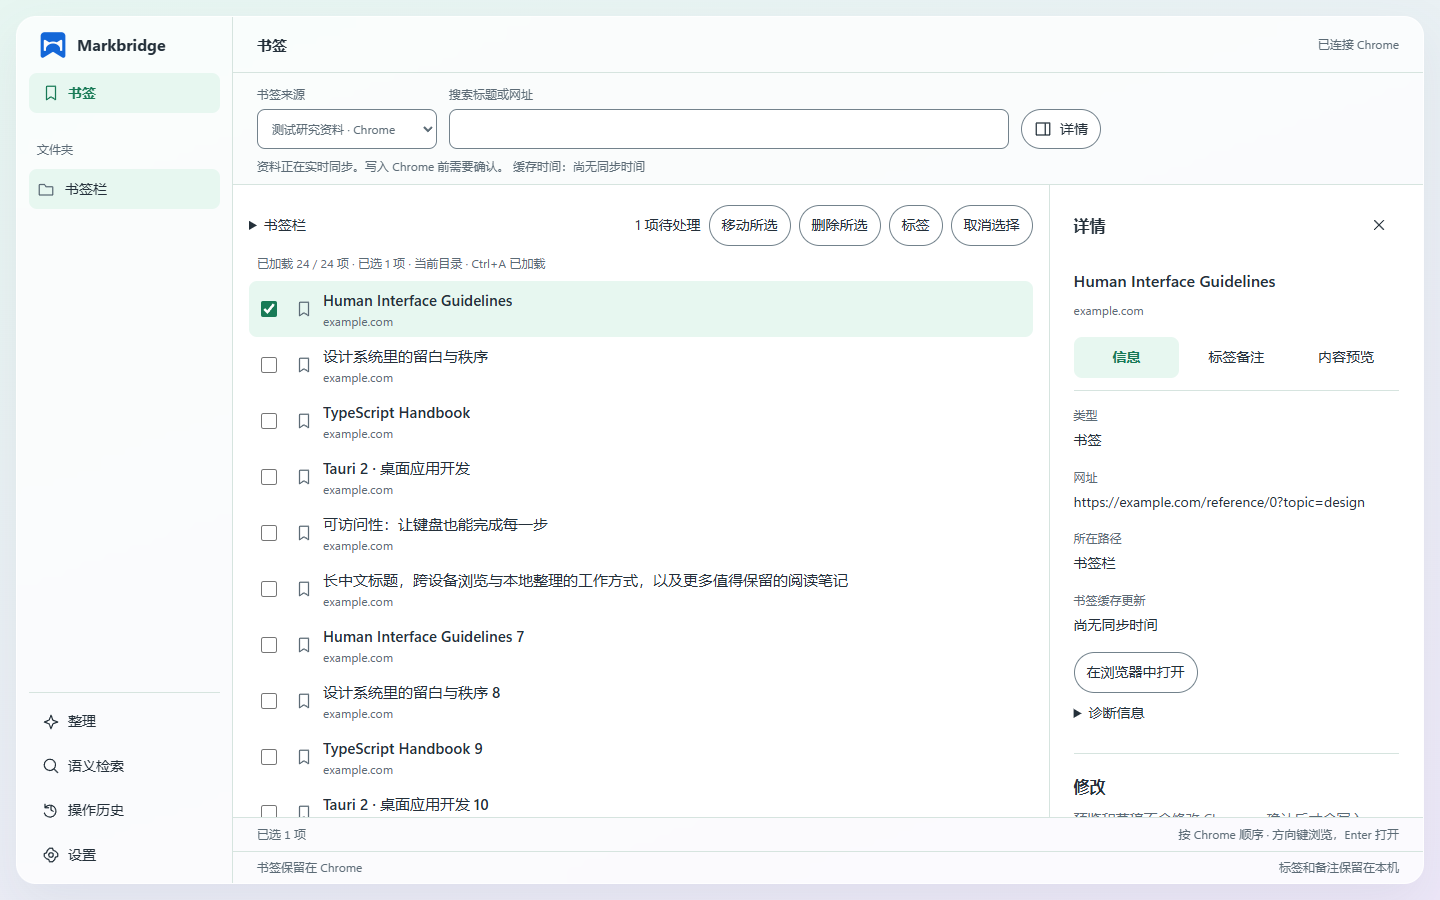 Markbridge
书签
文件夹
书签栏
整理
语义检索
操作历史
设置
书签
已连接 Chrome
书签来源
搜索标题或网址
测试研究资料 · Chrome
详情
资料正在实时同步。写入 Chrome 前需要确认。 缓存时间：尚无同步时间
书签栏
1 项待处理
移动所选
删除所选
标签
取消选择
已加载 24 / 24 项 · 已选 1 项 · 当前目录 · Ctrl+A 已加载
Human Interface Guidelines
example.com
设计系统里的留白与秩序
example.com
TypeScript Handbook
example.com
Tauri 2 · 桌面应用开发
example.com
可访问性：让键盘也能完成每一步
example.com
长中文标题，跨设备浏览与本地整理的工作方式，以及更多值得保留的阅读笔记
example.com
Human Interface Guidelines 7
example.com
设计系统里的留白与秩序 8
example.com
TypeScript Handbook 9
example.com
Tauri 2 · 桌面应用开发 10
详情
Human Interface Guidelines
example.com
信息
标签备注
内容预览
类型
书签
网址
https://example.com/reference/0?topic=design
所在路径
书签栏
书签缓存更新
尚无同步时间
在浏览器中打开
诊断信息
修改
已选 1 项
按 Chrome 顺序 · 方向键浏览，Enter 打开
书签保留在 Chrome
标签和备注保留在本机